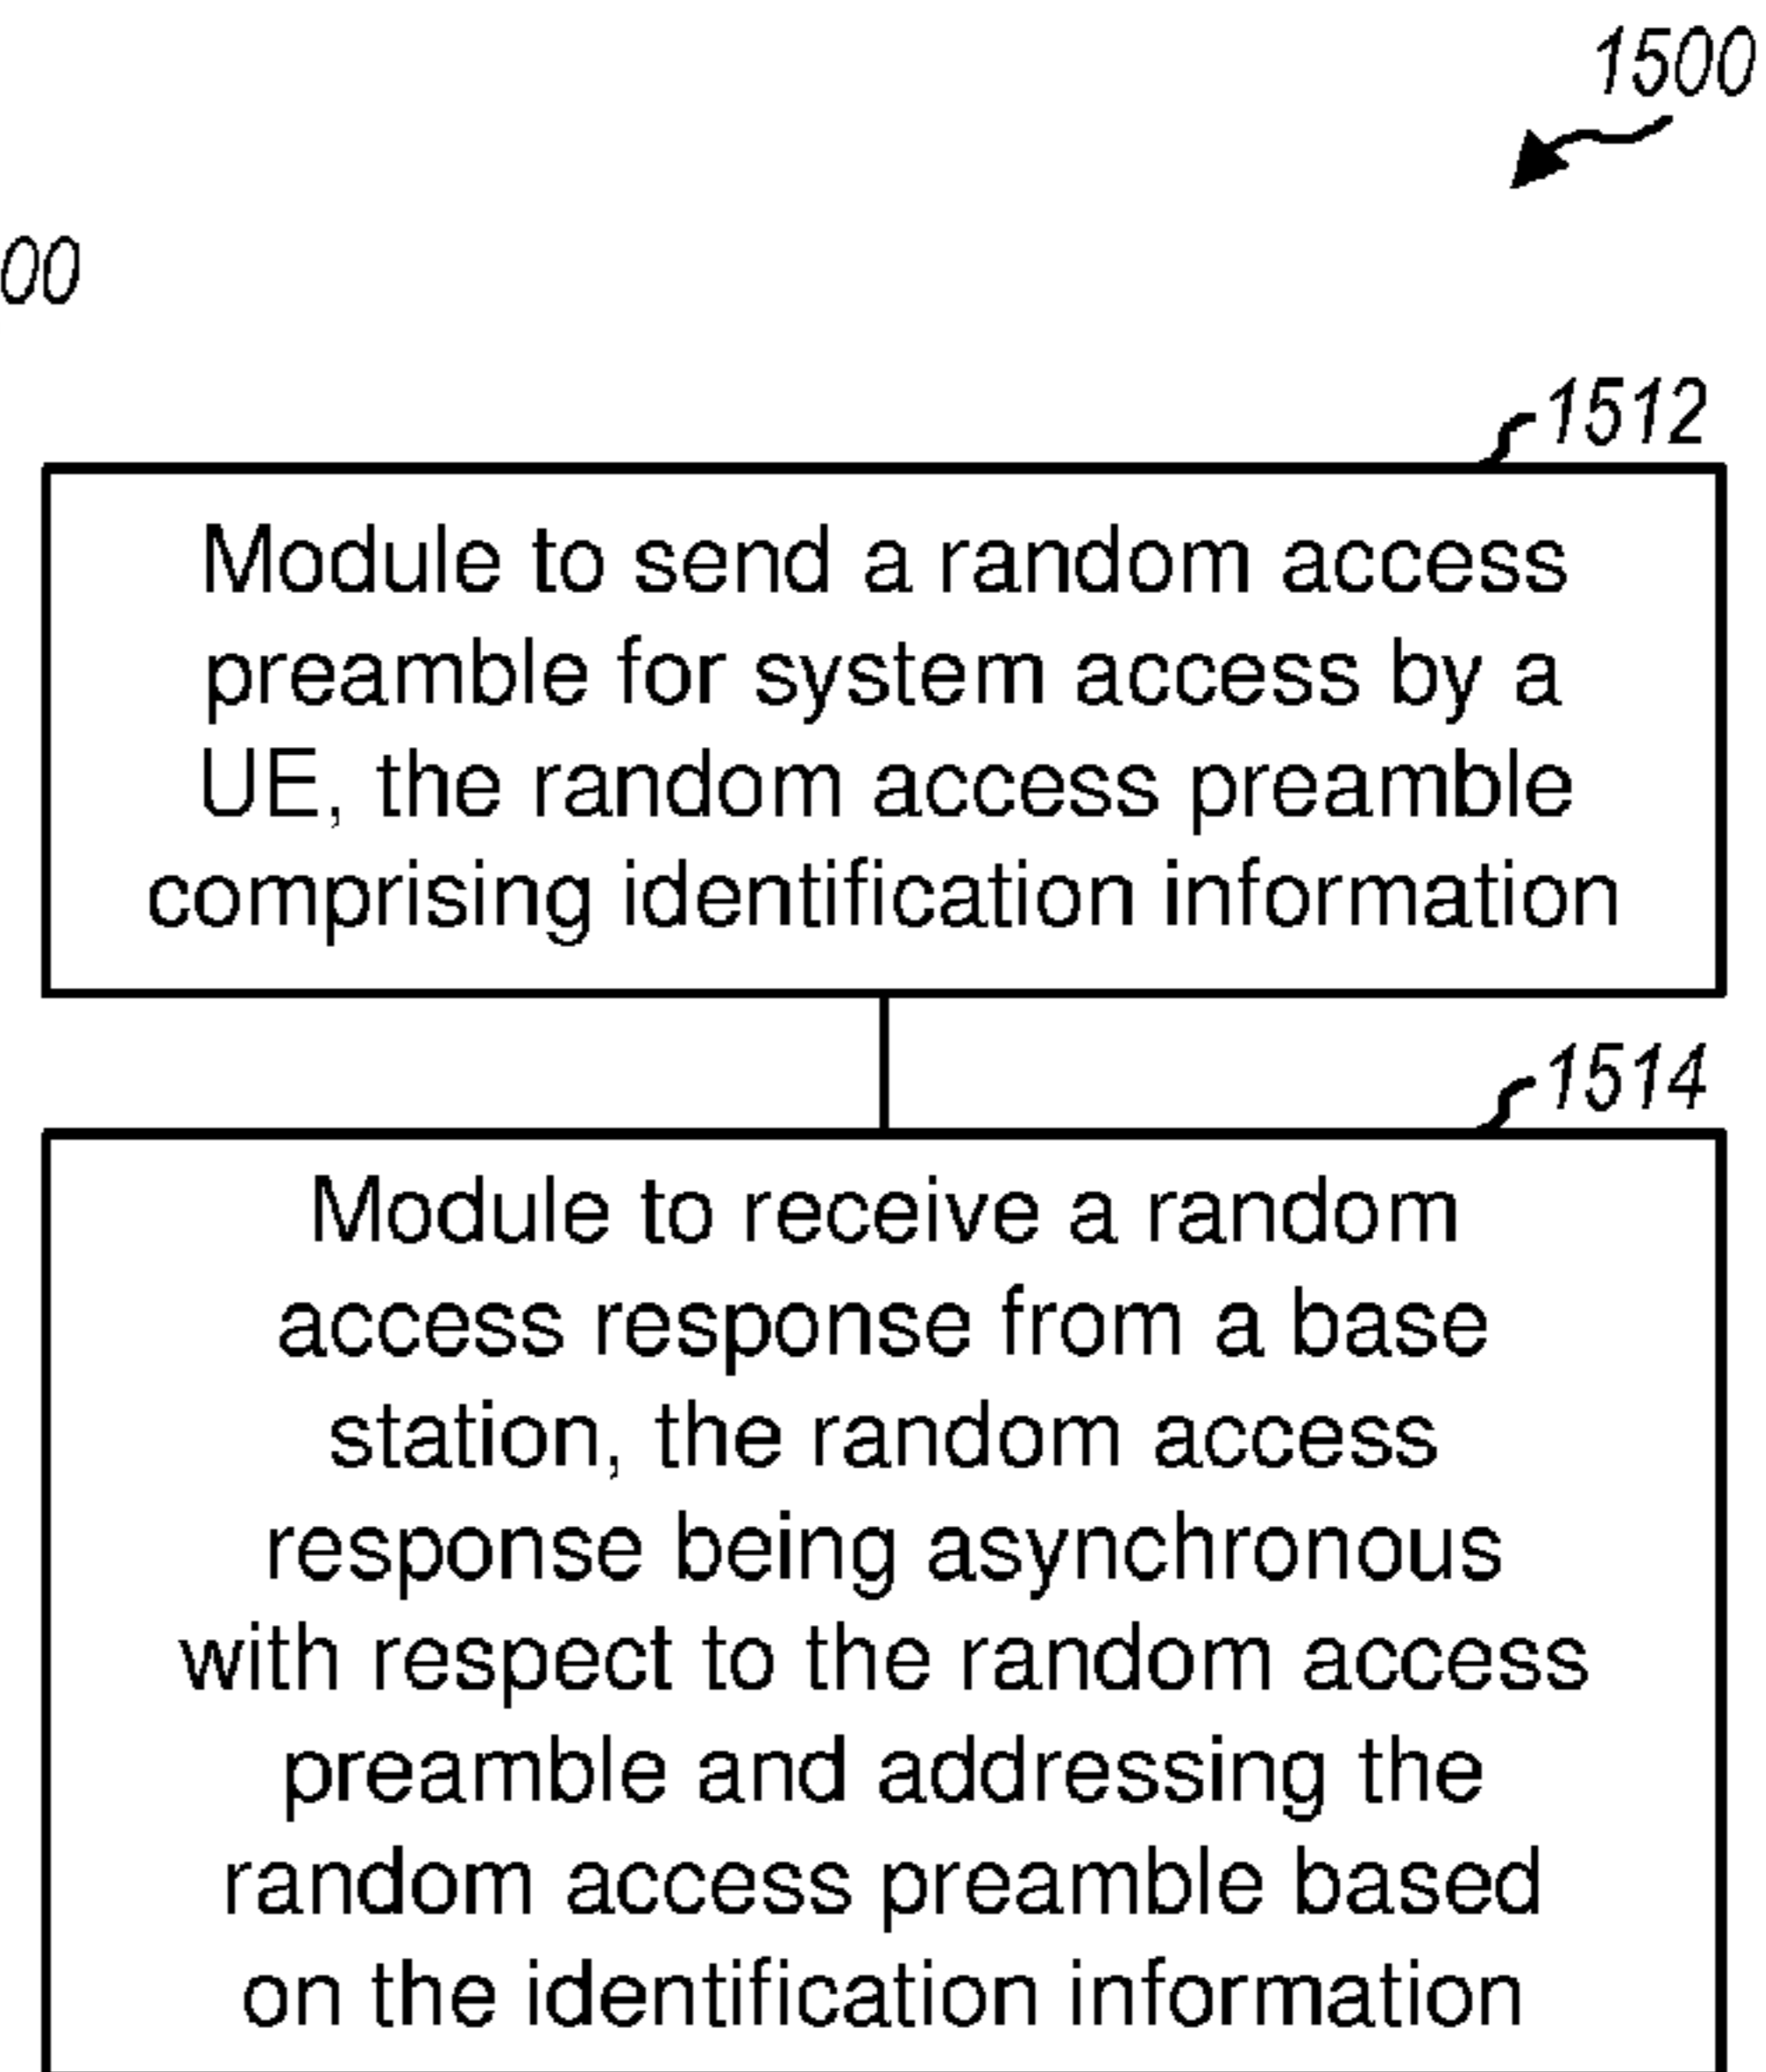 1500
00
1512
Module to send a random access
preamble for system access by a
UE, the random access preamble
comprising identification information
1514
Module to receive a random
access response from a base
station, the random access
response being asynchronous
with respect to the random access
preamble and addressing the
random access preamble based
on the identification information